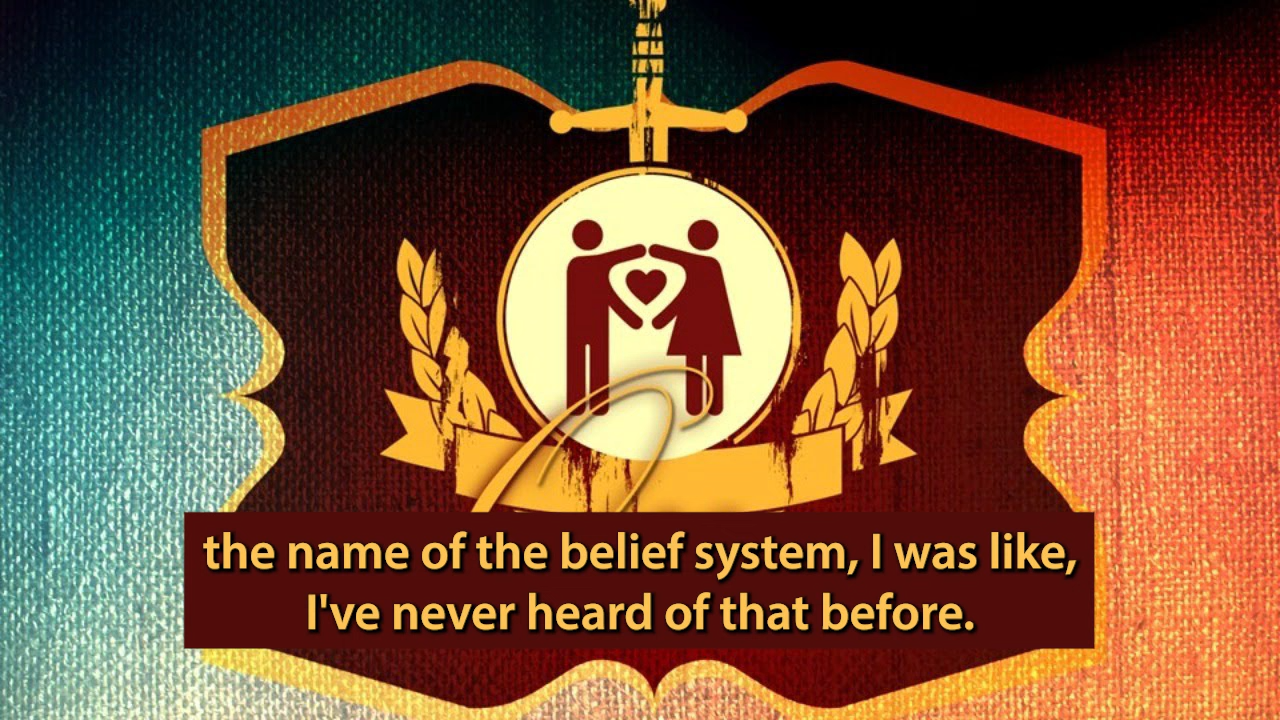 the name of the belief system, I was like,
I've never heard of that before.